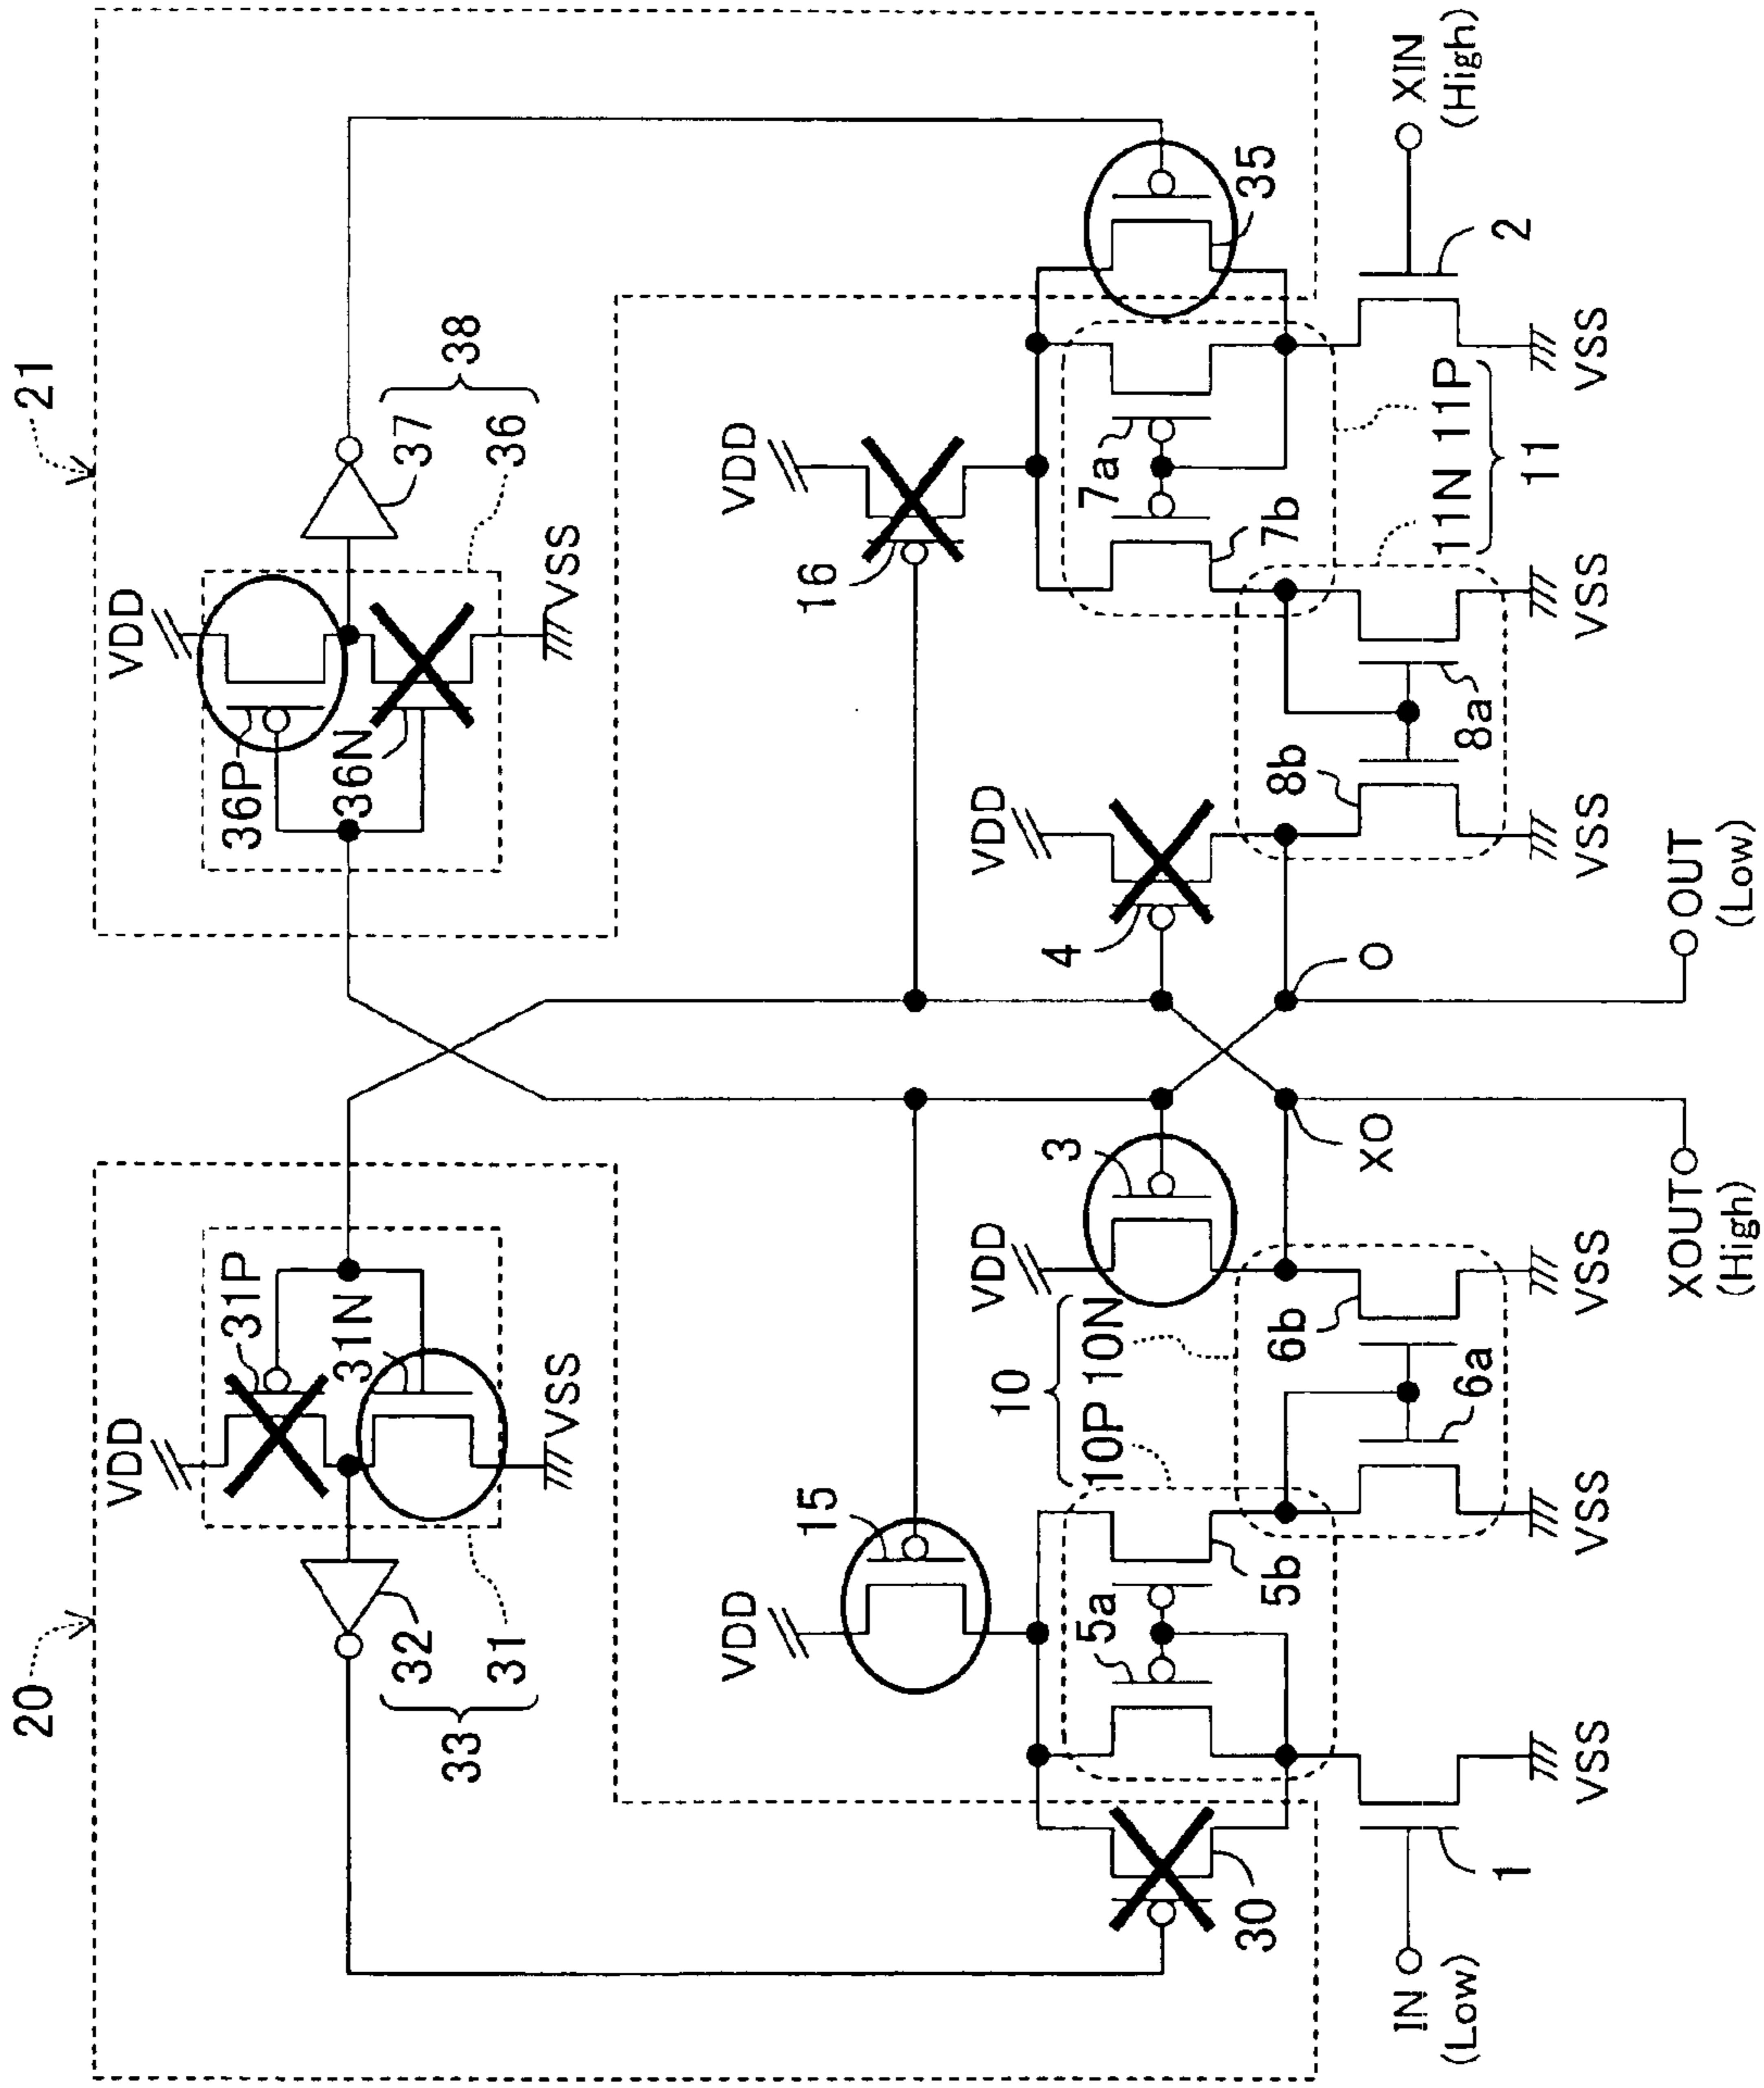 20
21
VDD
31P
31N
VSS
32
31
33
VDD
36P
36N
VSS
37
36
38
VDD
15
VDD
16
10
10P 10N
VDD
3
VDD
4
5a
5b
30
7a
7b
35
XO
O
6b
6a
8b
8a
11N 11P
11
1
2
IN
(Low)
XIN
(High)
VSS
VSS
VSS
VSS
VSS
VSS
XOUT
(High)
OUT
(Low)